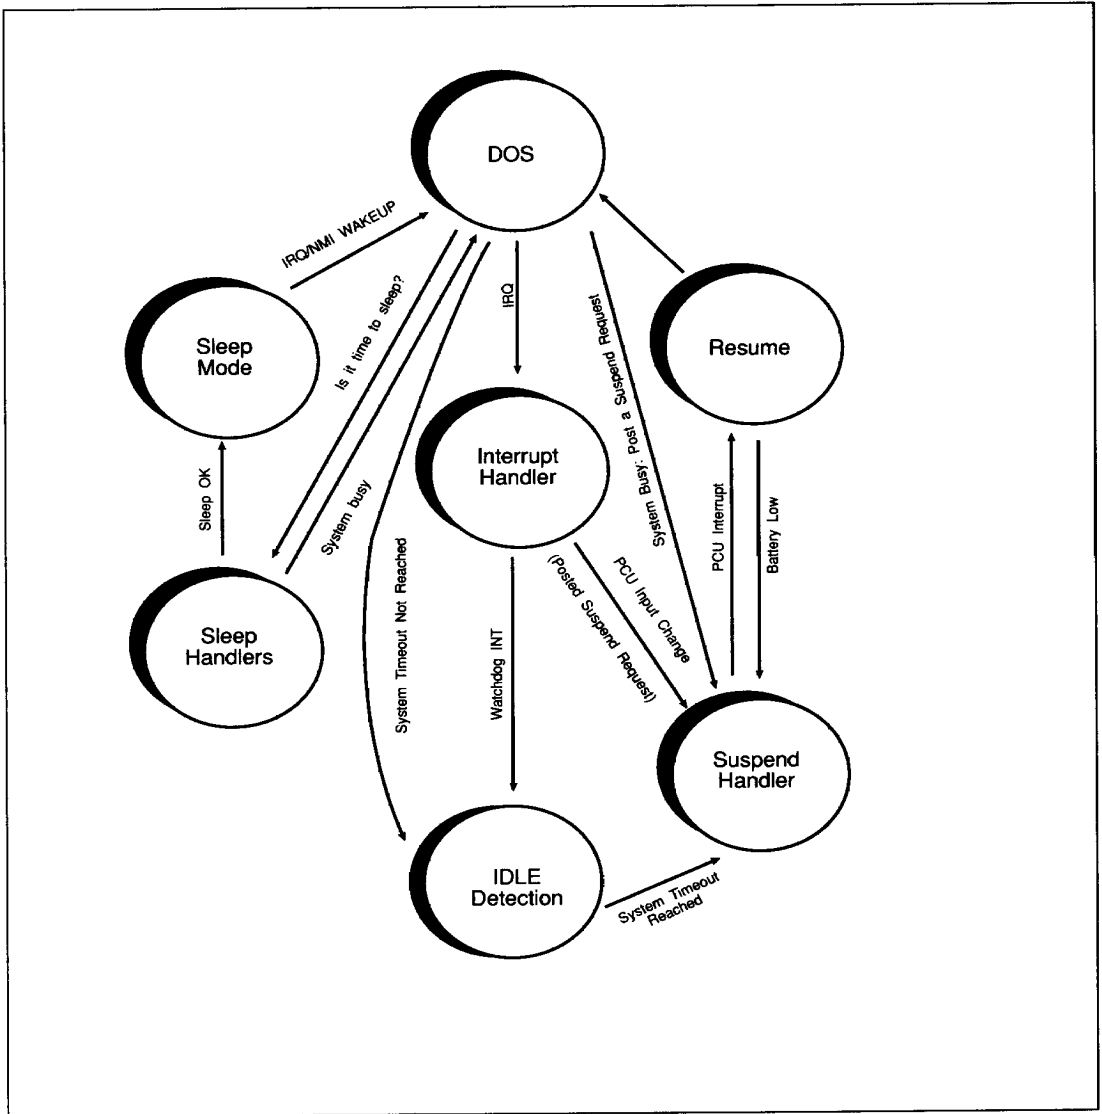 DOS
IRQ/NMI WAKEUP
Is it time to sleep?
IRQ
System Busy: Post a Suspend Request
Sleep
Mode
Resume
Interrupt
Handler
Sleep OK
System busy
System Timeout Not Reached
Watchdog INT
PCU Input Change
(Posted Suspend Request)
PCU Interrupt
Battery Low
Sleep
Handlers
Suspend
Handler
IDLE
Detection
System Timeout
Reached